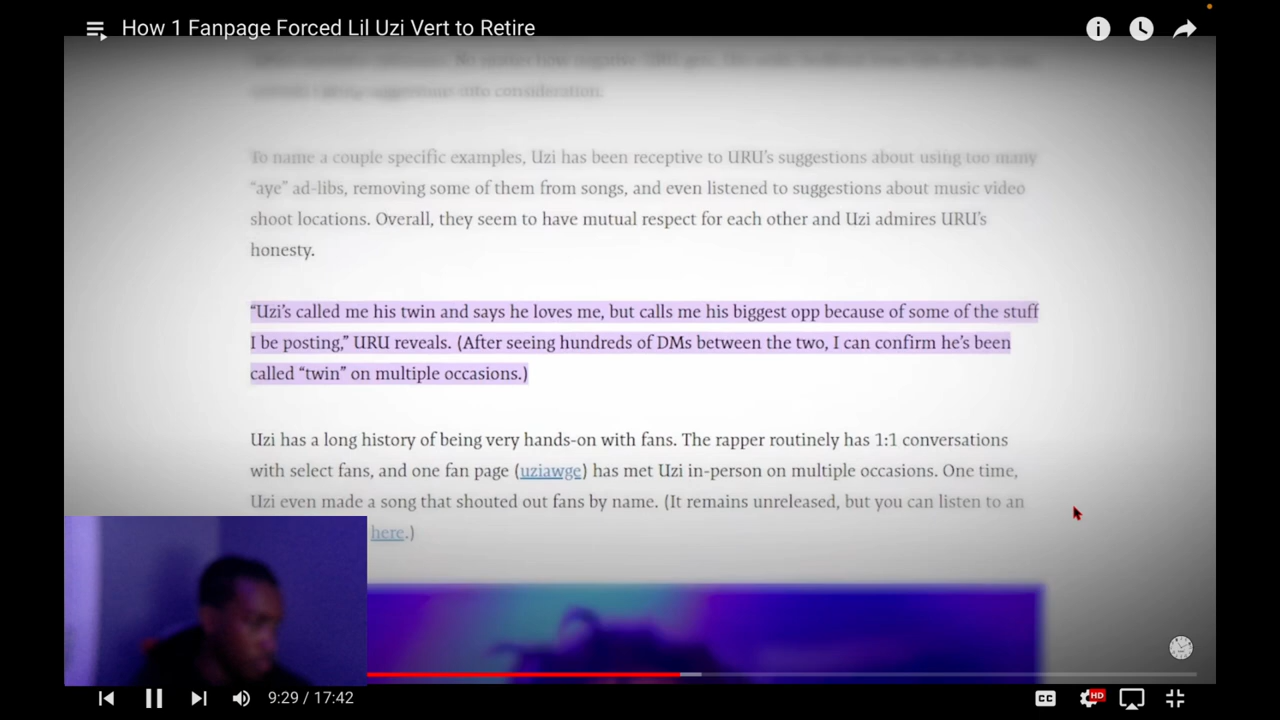 How 1 Fanpage Forced Lil Uzi Vert to Retire
suggestions into consideration.
To name a couple specific examples, Uzi has been receptive to URU’s suggestions about using too many
“aye” ad-libs, removing some of them from songs, and even listened to suggestions about music video
shoot locations. Overall, they seem to have mutual respect for each other and Uzi admires URU’s
honesty.
“Uzi’s called me his twin and says he loves me, but calls me his biggest opp because of some of the stuff
I be posting,” URU reveals. (After seeing hundreds of DMs between the two, I can confirm he’s been
called “twin” on multiple occasions.)
Uzi has a long history of being very hands-on with fans. The rapper routinely has 1:1 conversations
with select fans, and one fan page (uziawge) has met Uzi in-person on multiple occasions. One time,
Uzi even made a song that shouted out fans by name. (It remains unreleased, but you can listen to an
here.)
9:29 / 17:42
CC
HD